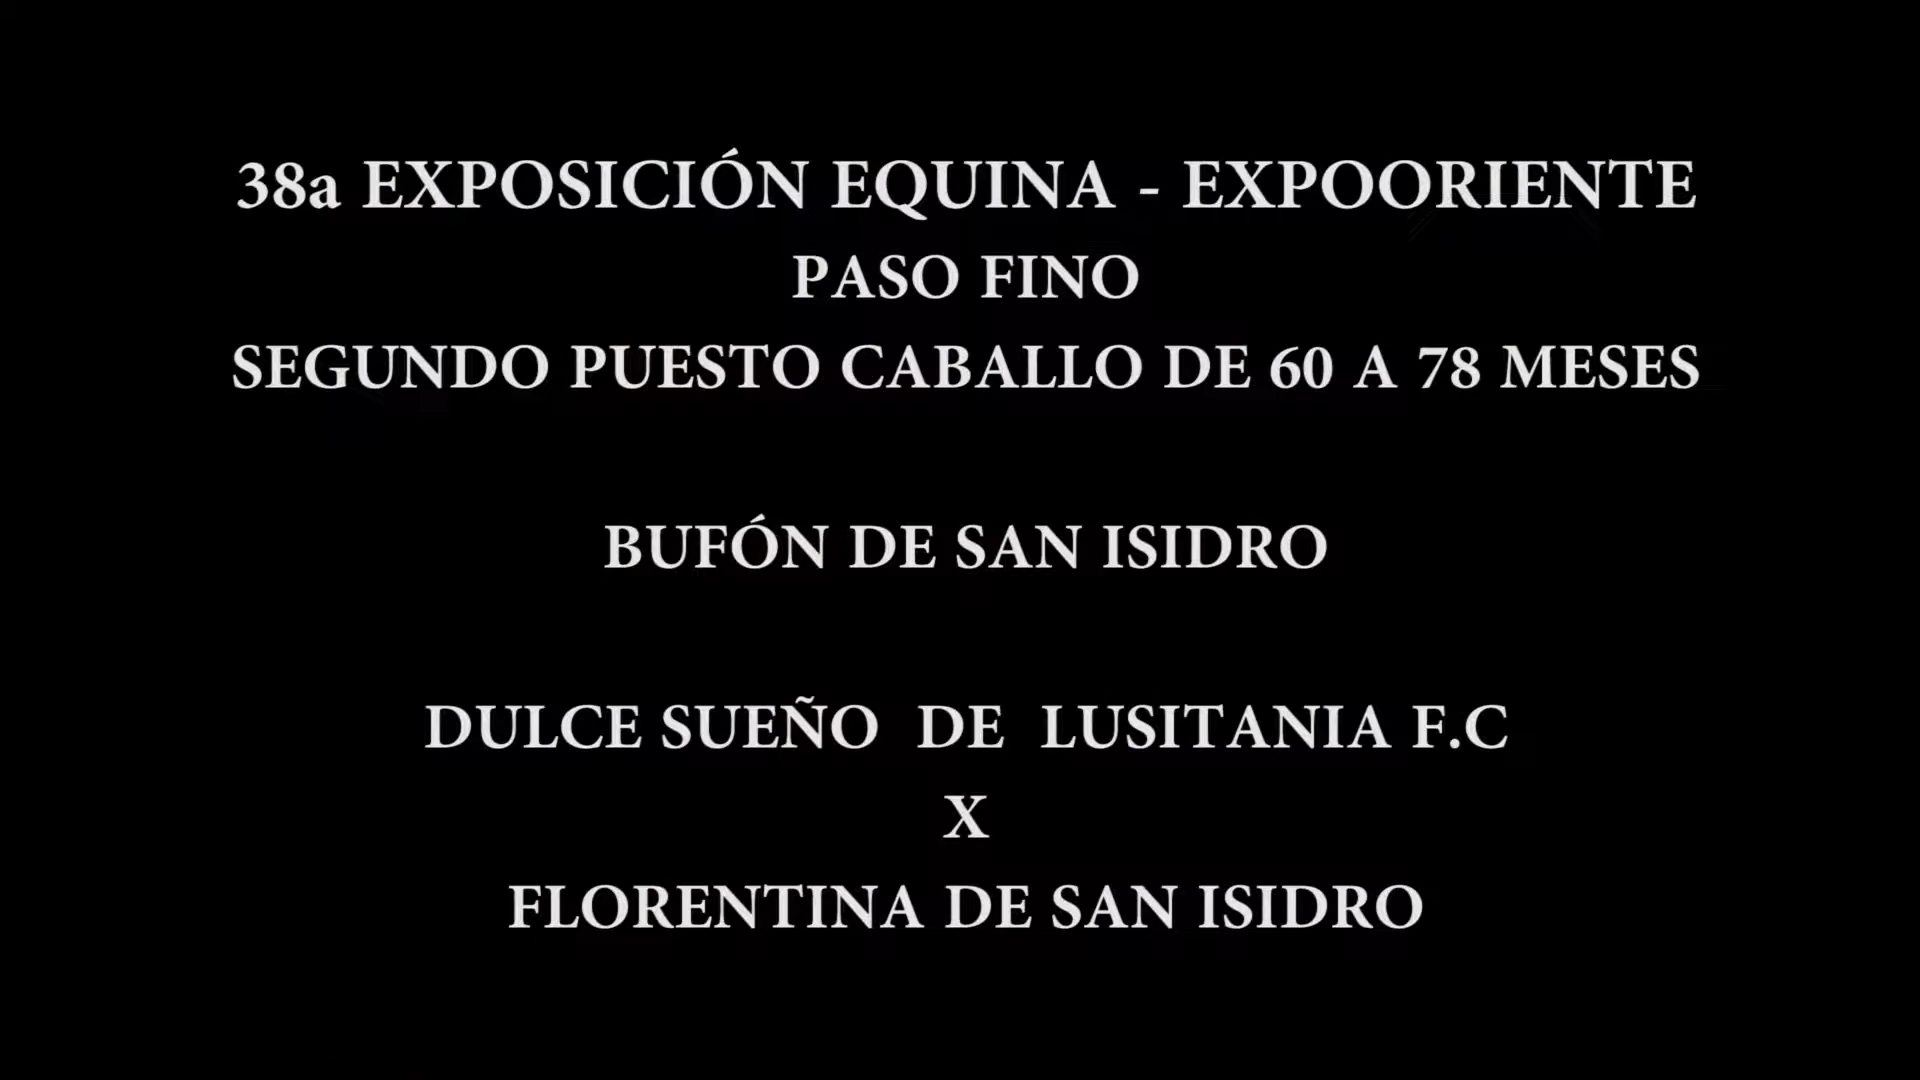 38a EXPOSICIÓN EQUINA - EXPOORIENTE
PASO FINO
SEGUNDO PUESTO CABALLO DE 60 A 78 MESES
BUFÓN DE SAN ISIDRO
DULCE SUEÑO DE LUSITANIA F.C
X
FLORENTINA DE SAN ISIDRO